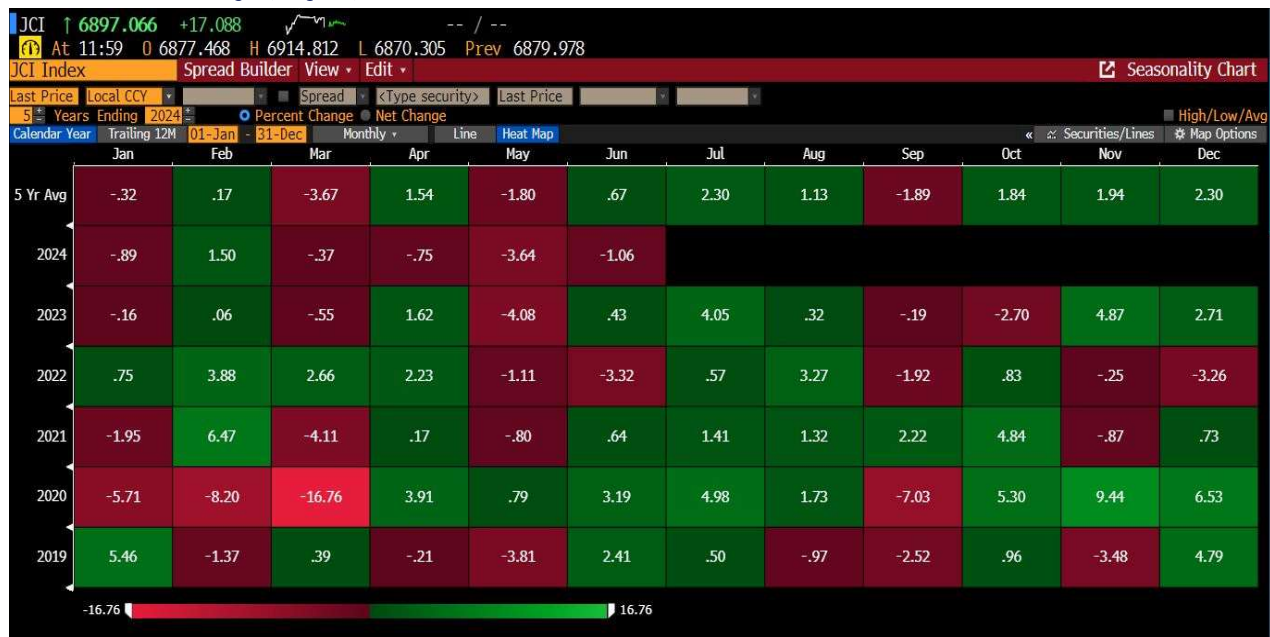 JCI ↑ 6897.066 +17.088 -- / --
At 11:59 O 6877.468 H 6914.812 L 6870.305 Prev 6879.978
JCI Index Spread Builder View Edit Seasonality Chart
Last Price Local CCY Spread <Type security> Last Price
5 Years Ending 2024 Percent Change Net Change High/Low/Avg
Calendar Year Trailing 12M 01-Jan - 31-Dec Monthly Line Heat Map « Securities/Lines Map Options
Jan Feb Mar Apr May Jun Jul Aug Sep Oct Nov Dec
5 Yr Avg -.32 .17 -3.67 1.54 -1.80 .67 2.30 1.13 -1.89 1.84 1.94 2.30
2024 -.89 1.50 -.37 -.75 -3.64 -1.06
2023 -.16 .06 -.55 1.62 -4.08 .43 4.05 .32 -.19 -2.70 4.87 2.71
2022 .75 3.88 2.66 2.23 -1.11 -3.32 .57 3.27 -1.92 .83 -.25 -3.26
2021 -1.95 6.47 -4.11 .17 -.80 .64 1.41 1.32 2.22 4.84 -.87 .73
2020 -5.71 -8.20 -16.76 3.91 .79 3.19 4.98 1.73 -7.03 5.30 9.44 6.53
2019 5.46 -1.37 .39 -.21 -3.81 2.41 .50 -.97 -2.52 .96 -3.48 4.79
-16.76 16.76